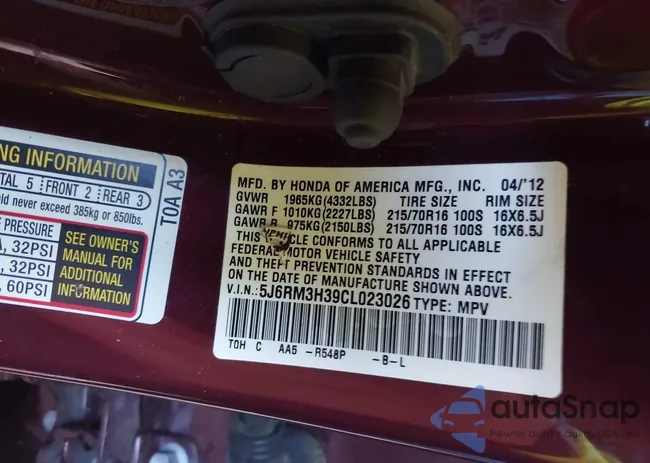 NG INFORMATION
TAL 5 FRONT 2 REAR 3
uld never exceed 385kg or 850lbs.
PRESSURE
A, 32PSI
, 32PSI
, 60PSI
SEE OWNER'S
MANUAL FOR
ADDITIONAL
INFORMATION
T0A A3
MFD. BY HONDA OF AMERICA MFG., INC. 04/'12
GVWR 1965KG(4332LBS) TIRE SIZE RIM SIZE
GAWR F 1010KG(2227LBS) 215/70R16 100S 16X6.5J
GAWR R 975KG(2150LBS) 215/70R16 100S 16X6.5J
THIS VEHICLE CONFORMS TO ALL APPLICABLE
FEDERAL MOTOR VEHICLE SAFETY
AND THEFT PREVENTION STANDARDS IN EFFECT
ON THE DATE OF MANUFACTURE SHOWN ABOVE.
V.I.N.:5J6RM3H39CL023026 TYPE: MPV
T0H C AA5 -R548P -B-L
autoSnap